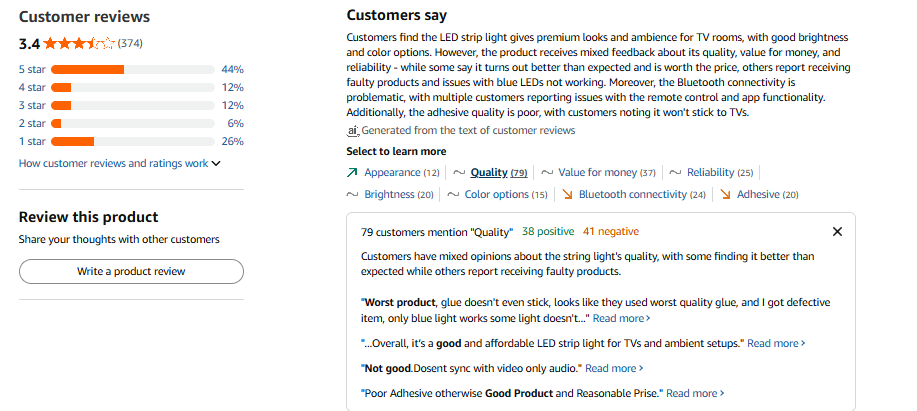 Customer reviews
3.4 (374)
5 star 44%
4 star 12%
3 star 12%
2 star 6%
1 star 26%
How customer reviews and ratings work
Review this product
Share your thoughts with other customers
Write a product review
Customers say
Customers find the LED strip light gives premium looks and ambience for TV rooms, with good brightness
and color options. However, the product receives mixed feedback about its quality, value for money, and
reliability - while some say it turns out better than expected and is worth the price, others report receiving
faulty products and issues with blue LEDs not working. Moreover, the Bluetooth connectivity is
problematic, with multiple customers reporting issues with the remote control and app functionality.
Additionally, the adhesive quality is poor, with customers noting it won't stick to TVs.
ai Generated from the text of customer reviews
Select to learn more
Appearance (12) Quality (79) Value for money (37) Reliability (25)
Brightness (20) Color options (15) Bluetooth connectivity (24) Adhesive (20)
79 customers mention "Quality" 38 positive 41 negative
Customers have mixed opinions about the string light's quality, with some finding it better than
expected while others report receiving faulty products.
"Worst product, glue doesn't even stick, looks like they used worst quality glue, and I got defective
item, only blue light works some light doesn't..." Read more
"...Overall, it's a good and affordable LED strip light for TVs and ambient setups." Read more
"Not good.Dosent sync with video only audio." Read more
"Poor Adhesive otherwise Good Product and Reasonable Prise." Read more